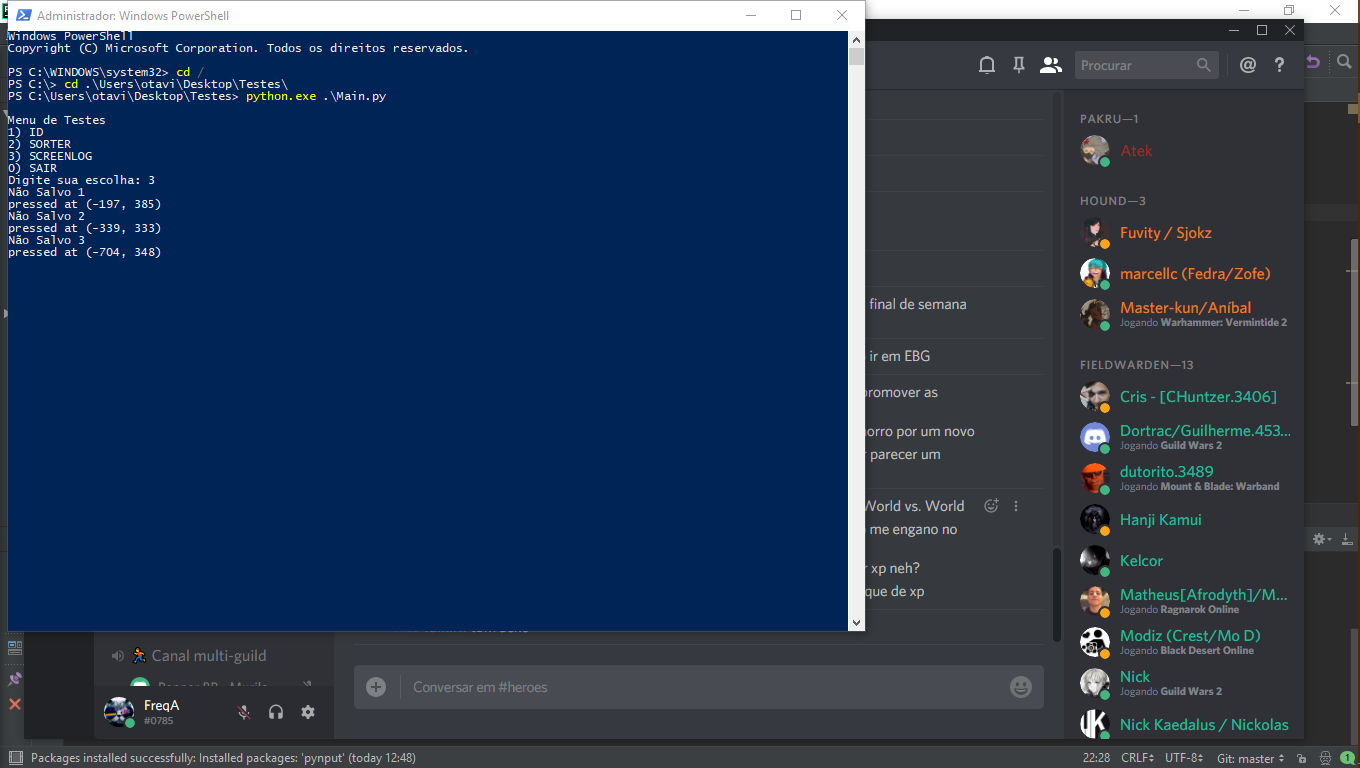 Administrador: Windows PowerShell
Windows PowerShell
Copyright (C) Microsoft Corporation. Todos os direitos reservados.
PS C:\WINDOWS\system32> cd /
PS C:\> cd .\Users\otavi\Desktop\Testes\
PS C:\Users\otavi\Desktop\Testes> python.exe .\Main.py
Menu de Testes
1) ID
2) SORTER
3) SCREENLOG
0) SAIR
Digite sua escolha: 3
Não Salvo 1
pressed at (-197, 385)
Não Salvo 2
pressed at (-339, 333)
Não Salvo 3
pressed at (-704, 348)
Procurar
final de semana
ir em EBG
promover as
por um novo
parecer um
World vs. World
me engano no
xp neh?
que de xp
Conversar em #heroes
Canal multi-guild
FreqA
#0785
PAKRU—1
Atek
HOUND—3
Fuvity / Sjokz
marcellc (Fedra/Zofe)
Master-kun/Aníbal
Jogando Warhammer: Vermintide 2
FIELDWARDEN—13
Cris - [CHuntzer.3406]
Dortrac/Guilherme.453...
Jogando Guild Wars 2
dutorito.3489
Jogando Mount & Blade: Warband
Hanji Kamui
Kelcor
Matheus[Afrodyth]/M...
Jogando Ragnarok Online
Modiz (Crest/Mo D)
Jogando Black Desert Online
Nick
Jogando Guild Wars 2
Nick Kaedalus / Nickolas
Packages installed successfully: Installed packages: 'pynput' (today 12:48)
22:28 CRLF UTF-8 Git: master 1